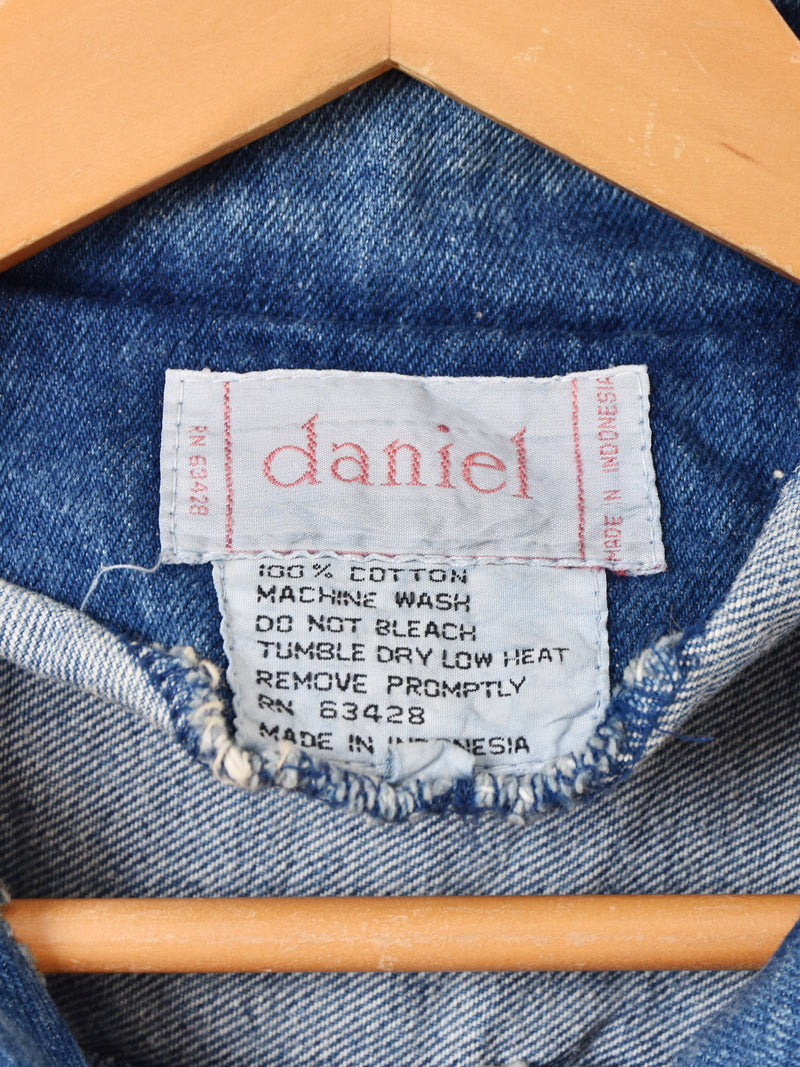 RN 63428
daniel
MADE IN INDONESIA
100% COTTON
MACHINE WASH
DO NOT BLEACH
TUMBLE DRY LOW HEAT
REMOVE PROMPTLY
RN 63428
MADE IN INDONESIA